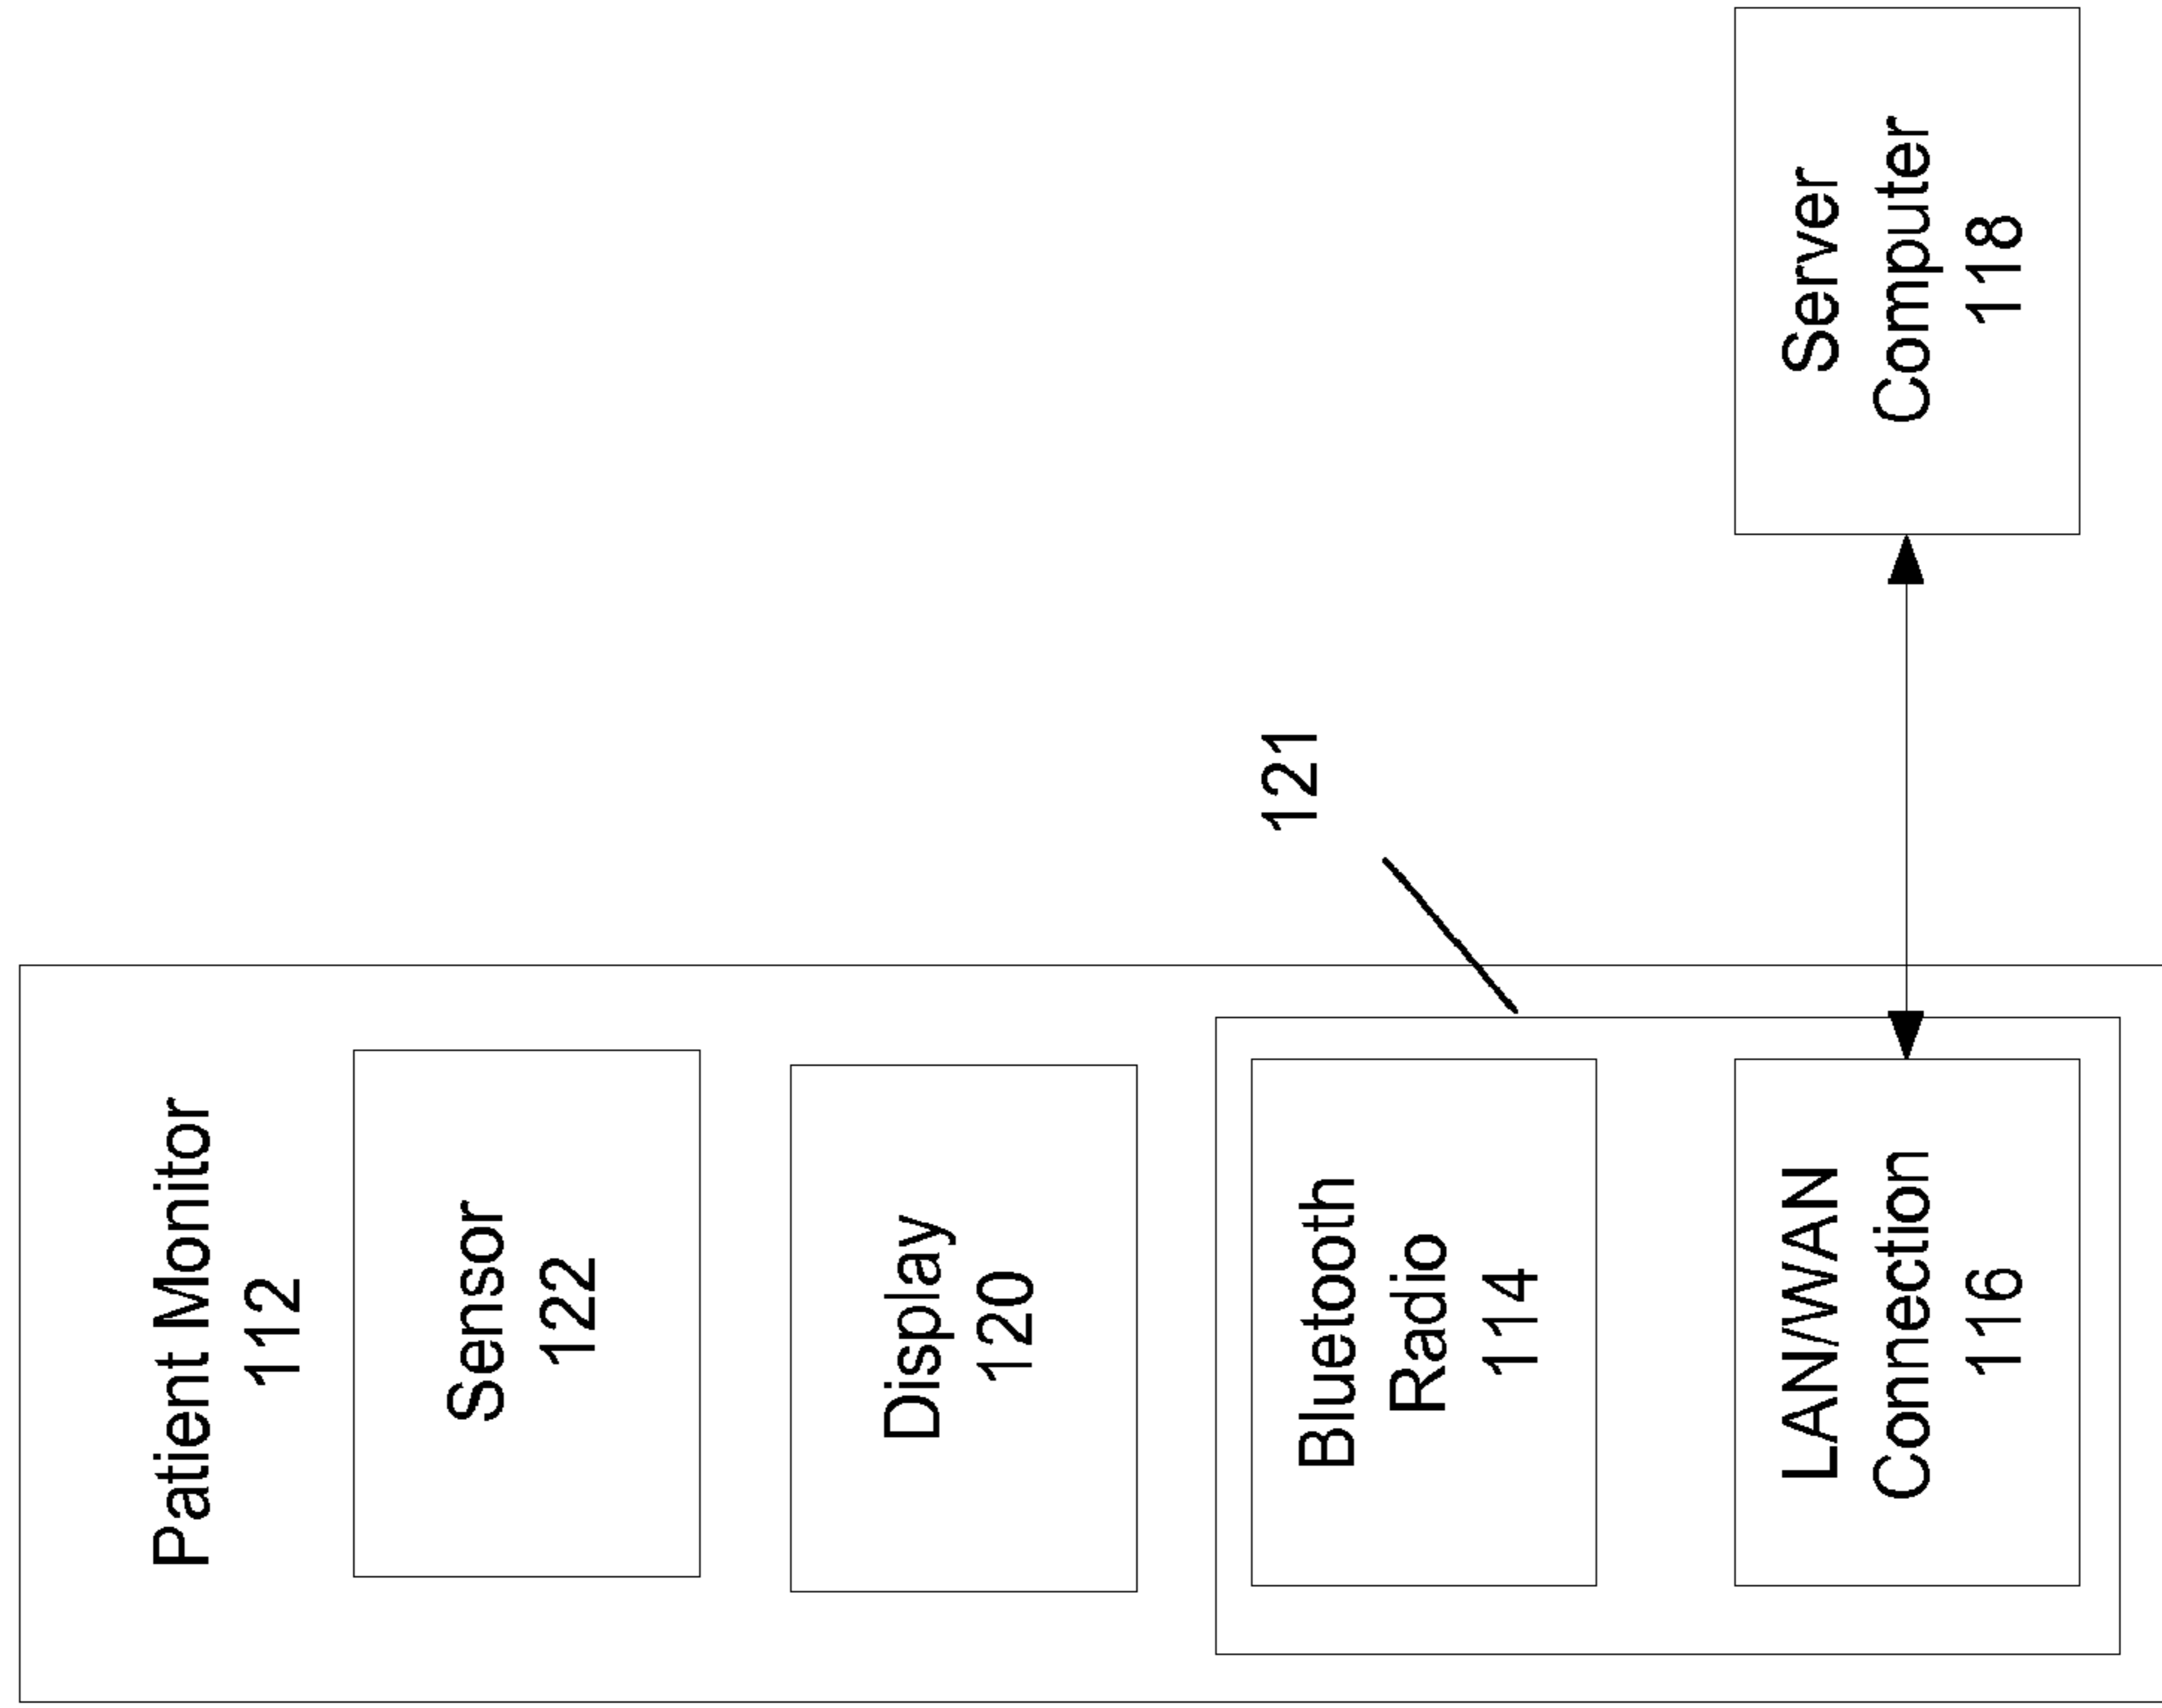 Patient Monitor
112
Sensor
122
Display
120
121
Bluetooth
Radio
114
LAN/WAN
Connection
116
Server
Computer
118